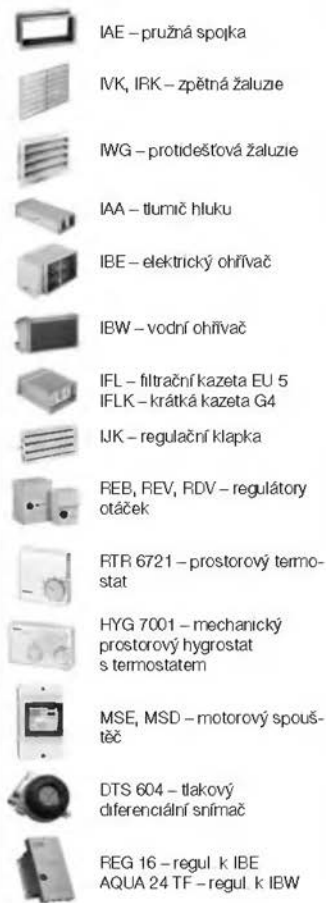 IAE – pružná spojka
IVK, IRK – zpětná žaluzie
IWG – protidešťová žaluzie
IAA – tlumič hluku
IBE – elektrický ohřívač
IBW – vodní ohřívač
IFL – filtrační kazeta EU 5
IFLK – krátká kazeta G4
IJK – regulační klapka
REB, REV, RDV – regulátory
otáček
RTR 6721 – prostorový termo-
stat
HYG 7001 – mechanický
prostorový hygrostat
s termostatem
MSE, MSD – motorový spouš-
těč
DTS 604 – tlakový
diferenciální snímač
REG 16 – regul. k IBE
AQUA 24 TF – regul. k IBW